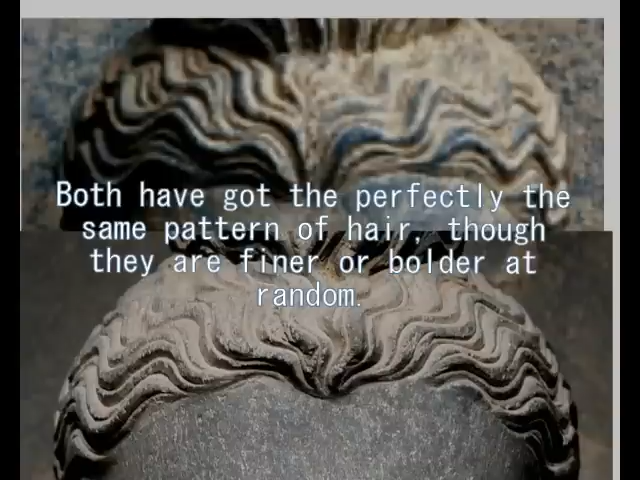 Both have got the perfectly the
same pattern of hair, though
they are finer or bolder at
random.